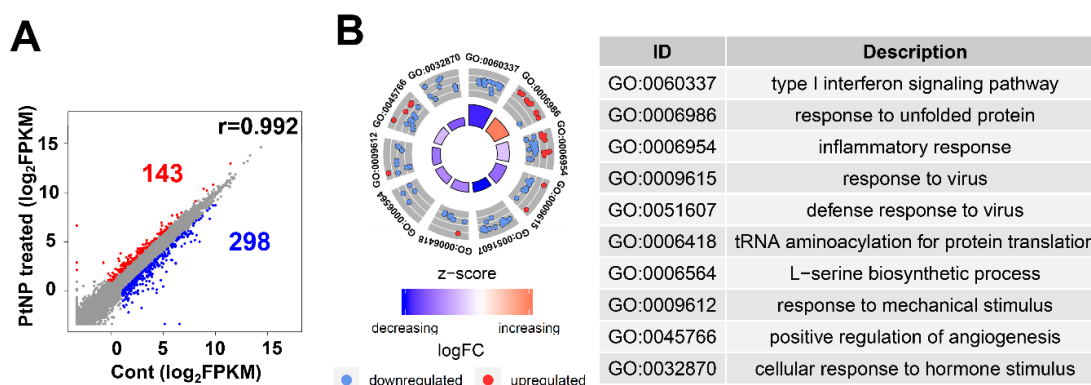 A
r=0.992
143
298
PtNP treated (log2FPKM)
15
10
5
0
0 5 10 15
Cont (log2FPKM)
B
GO:0060337
GO:0006986
GO:0006954
GO:0009615
GO:0051607
GO:0006418
GO:0006564
GO:0009612
GO:0045766
GO:0032870
z-score
decreasing increasing
logFC
downregulated upregulated
ID Description
GO:0060337 type I interferon signaling pathway
GO:0006986 response to unfolded protein
GO:0006954 inflammatory response
GO:0009615 response to virus
GO:0051607 defense response to virus
GO:0006418 tRNA aminoacylation for protein translation
GO:0006564 L−serine biosynthetic process
GO:0009612 response to mechanical stimulus
GO:0045766 positive regulation of angiogenesis
GO:0032870 cellular response to hormone stimulus